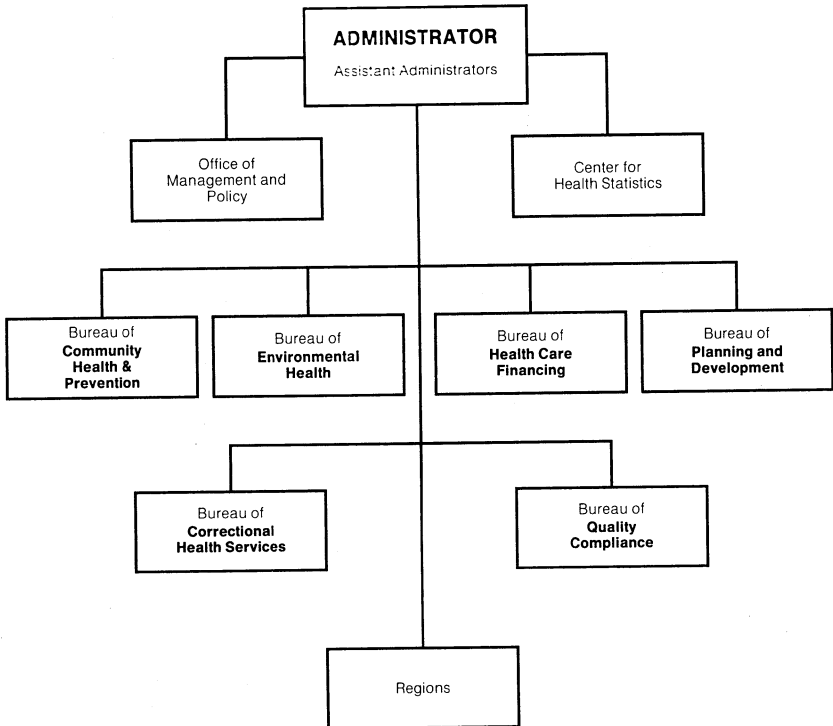 ADMINISTRATOR
Assistant Administrators
Office of
Management and
Policy
Center for
Health Statistics
Bureau of
Community
Health &
Prevention
Bureau of
Environmental
Health
Bureau of
Health Care
Financing
Bureau of
Planning and
Development
Bureau of
Correctional
Health Services
Bureau of
Quality
Compliance
Regions